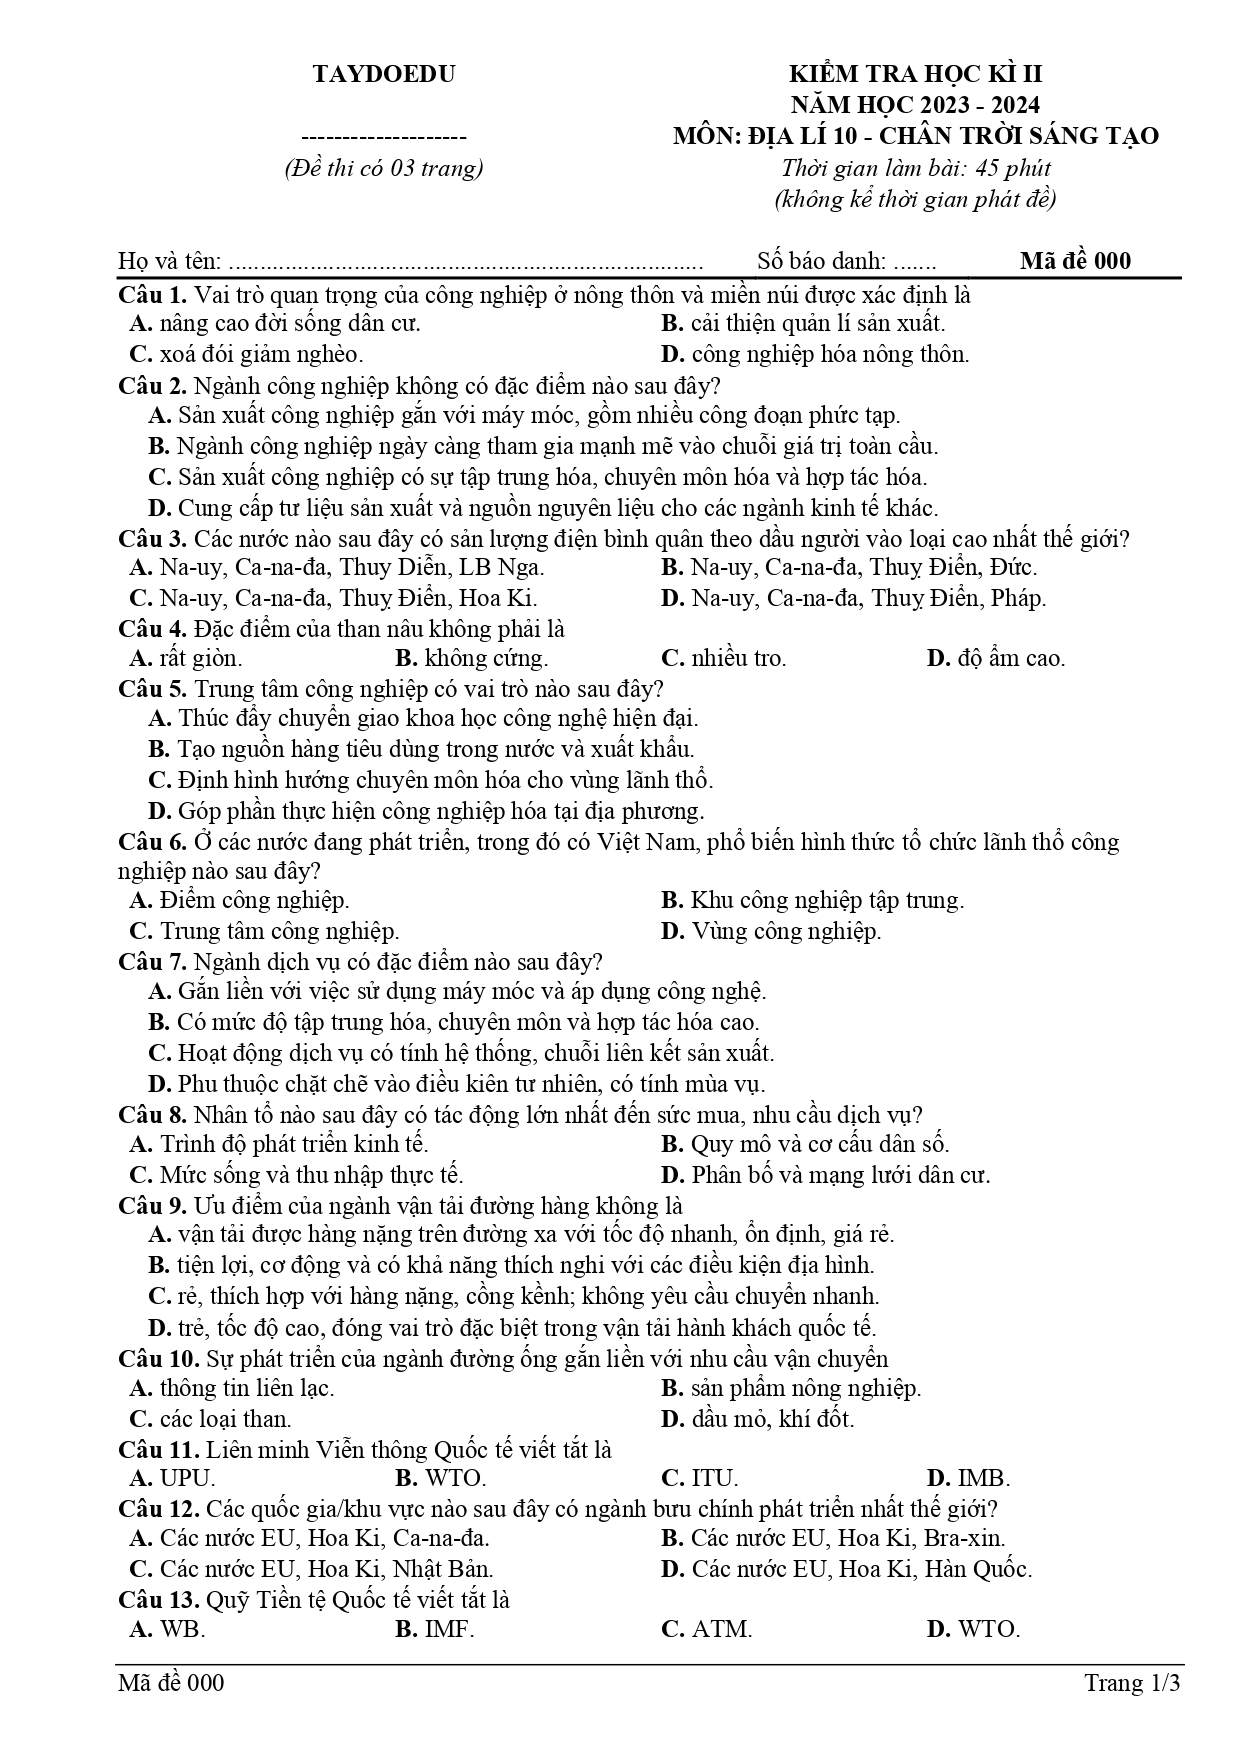 TAYDOEDU
--------------------
(Đề thi có 03 trang)
KIỂM TRA HỌC KÌ II
NĂM HỌC 2023 - 2024
MÔN: ĐỊA LÍ 10 - CHÂN TRỜI SÁNG TẠO
Thời gian làm bài: 45 phút
(không kể thời gian phát đề)
Họ và tên: ............................................................................ Số báo danh: ....... Mã đề 000
Câu 1. Vai trò quan trọng của công nghiệp ở nông thôn và miền núi được xác định là
A. nâng cao đời sống dân cư. B. cải thiện quản lí sản xuất.
C. xoá đói giảm nghèo. D. công nghiệp hóa nông thôn.
Câu 2. Ngành công nghiệp không có đặc điểm nào sau đây?
A. Sản xuất công nghiệp gắn với máy móc, gồm nhiều công đoạn phức tạp.
B. Ngành công nghiệp ngày càng tham gia mạnh mẽ vào chuỗi giá trị toàn cầu.
C. Sản xuất công nghiệp có sự tập trung hóa, chuyên môn hóa và hợp tác hóa.
D. Cung cấp tư liệu sản xuất và nguồn nguyên liệu cho các ngành kinh tế khác.
Câu 3. Các nước nào sau đây có sản lượng điện bình quân theo dầu người vào loại cao nhất thế giới?
A. Na-uy, Ca-na-đa, Thuy Diễn, LB Nga. B. Na-uy, Ca-na-đa, Thuỵ Điển, Đức.
C. Na-uy, Ca-na-đa, Thuỵ Điển, Hoa Ki. D. Na-uy, Ca-na-đa, Thuỵ Điển, Pháp.
Câu 4. Đặc điểm của than nâu không phải là
A. rất giòn. B. không cứng. C. nhiều tro. D. độ ẩm cao.
Câu 5. Trung tâm công nghiệp có vai trò nào sau đây?
A. Thúc đẩy chuyển giao khoa học công nghệ hiện đại.
B. Tạo nguồn hàng tiêu dùng trong nước và xuất khẩu.
C. Định hình hướng chuyên môn hóa cho vùng lãnh thổ.
D. Góp phần thực hiện công nghiệp hóa tại địa phương.
Câu 6. Ở các nước đang phát triển, trong đó có Việt Nam, phổ biến hình thức tổ chức lãnh thổ công
nghiệp nào sau đây?
A. Điểm công nghiệp. B. Khu công nghiệp tập trung.
C. Trung tâm công nghiệp. D. Vùng công nghiệp.
Câu 7. Ngành dịch vụ có đặc điểm nào sau đây?
A. Gắn liền với việc sử dụng máy móc và áp dụng công nghệ.
B. Có mức độ tập trung hóa, chuyên môn và hợp tác hóa cao.
C. Hoạt động dịch vụ có tính hệ thống, chuỗi liên kết sản xuất.
D. Phu thuộc chặt chẽ vào điều kiên tư nhiên, có tính mùa vụ.
Câu 8. Nhân tổ nào sau đây có tác động lớn nhất đến sức mua, nhu cầu dịch vụ?
A. Trình độ phát triển kinh tế. B. Quy mô và cơ cấu dân số.
C. Mức sống và thu nhập thực tế. D. Phân bố và mạng lưới dân cư.
Câu 9. Ưu điểm của ngành vận tải đường hàng không là
A. vận tải được hàng nặng trên đường xa với tốc độ nhanh, ổn định, giá rẻ.
B. tiện lợi, cơ động và có khả năng thích nghi với các điều kiện địa hình.
C. rẻ, thích hợp với hàng nặng, cồng kềnh; không yêu cầu chuyển nhanh.
D. trẻ, tốc độ cao, đóng vai trò đặc biệt trong vận tải hành khách quốc tế.
Câu 10. Sự phát triển của ngành đường ống gắn liền với nhu cầu vận chuyển
A. thông tin liên lạc. B. sản phẩm nông nghiệp.
C. các loại than. D. dầu mỏ, khí đốt.
Câu 11. Liên minh Viễn thông Quốc tế viết tắt là
A. UPU. B. WTO. C. ITU. D. IMB.
Câu 12. Các quốc gia/khu vực nào sau đây có ngành bưu chính phát triển nhất thế giới?
A. Các nước EU, Hoa Ki, Ca-na-đa. B. Các nước EU, Hoa Ki, Bra-xin.
C. Các nước EU, Hoa Ki, Nhật Bản. D. Các nước EU, Hoa Ki, Hàn Quốc.
Câu 13. Quỹ Tiền tệ Quốc tế viết tắt là
A. WB. B. IMF. C. ATM. D. WTO.
Mã đề 000 Trang 1/3